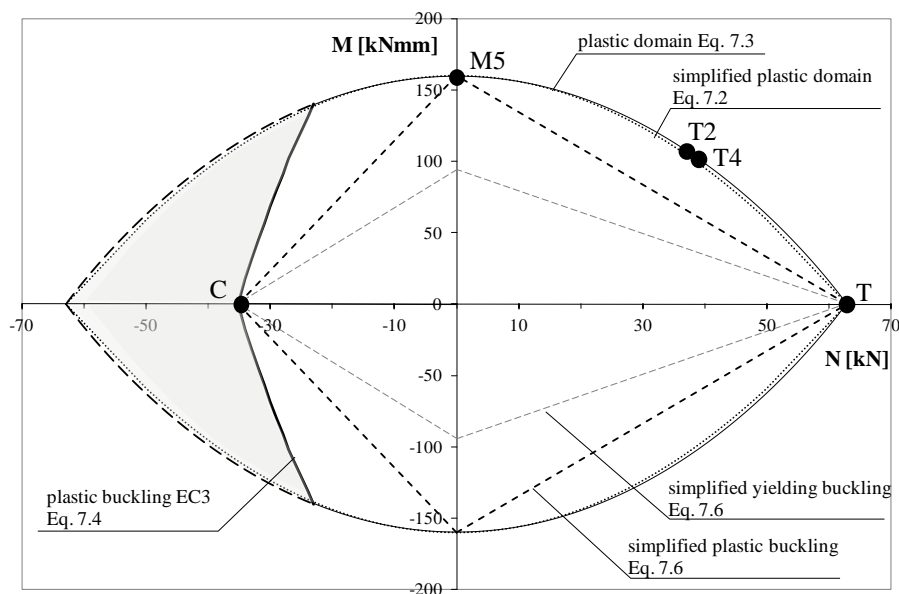 200
M [kNmm]
plastic domain Eq. 7.3
M5
simplified plastic domain
Eq. 7.2
150
T2
T4
100
50
C
0
T
-70
-50
-30
-10
10
30
50
70
N [kN]
-50
-100
plastic buckling EC3
Eq. 7.4
simplified yielding buckling
Eq. 7.6
-150
simplified plastic buckling
Eq. 7.6
-200